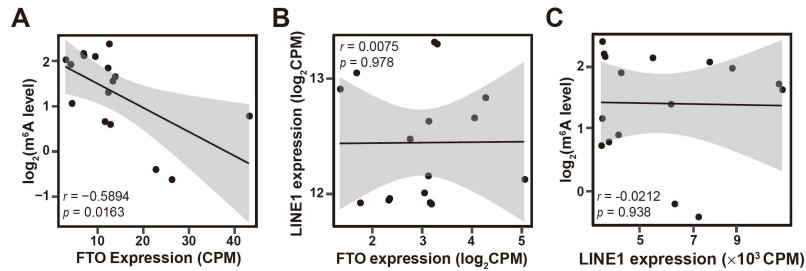 A
log₂(m⁶A level)
2
1
0
−1
r = −0.5894
p = 0.0163
10 20 30 40
FTO Expression (CPM)
B
LINE1 expression (log₂CPM)
13
12
r = 0.0075
p = 0.978
2 3 4 5
FTO expression (log₂CPM)
C
log₂(m⁶A level)
2
1
0
r = -0.0212
p = 0.938
5 7 9
LINE1 expression (×10³ CPM)